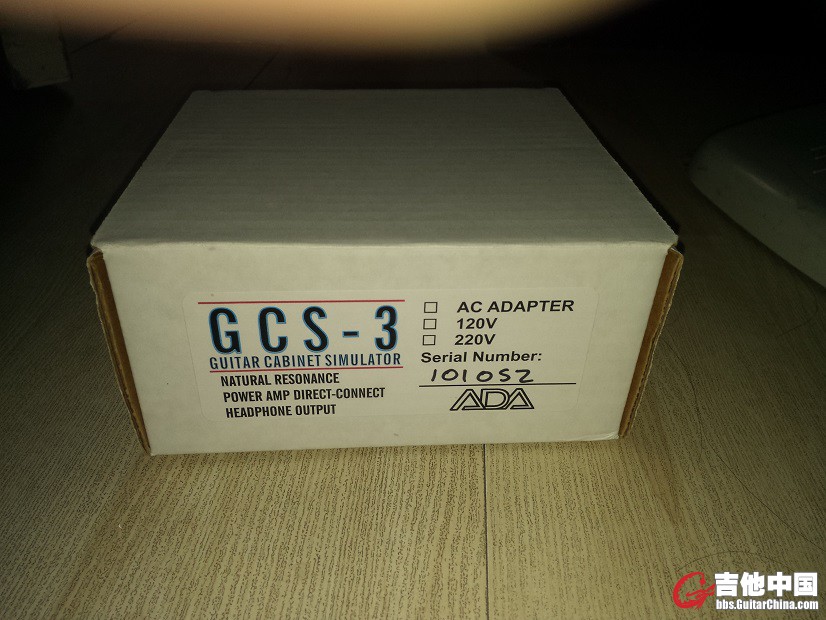 GCS-3
GUITAR CABINET SIMULATOR
NATURAL RESONANCE
POWER AMP DIRECT-CONNECT
HEADPHONE OUTPUT
AC ADAPTER
120V
220V
Serial Number:
101052
ADA
吉他中国
bbs.GuitarChina.com